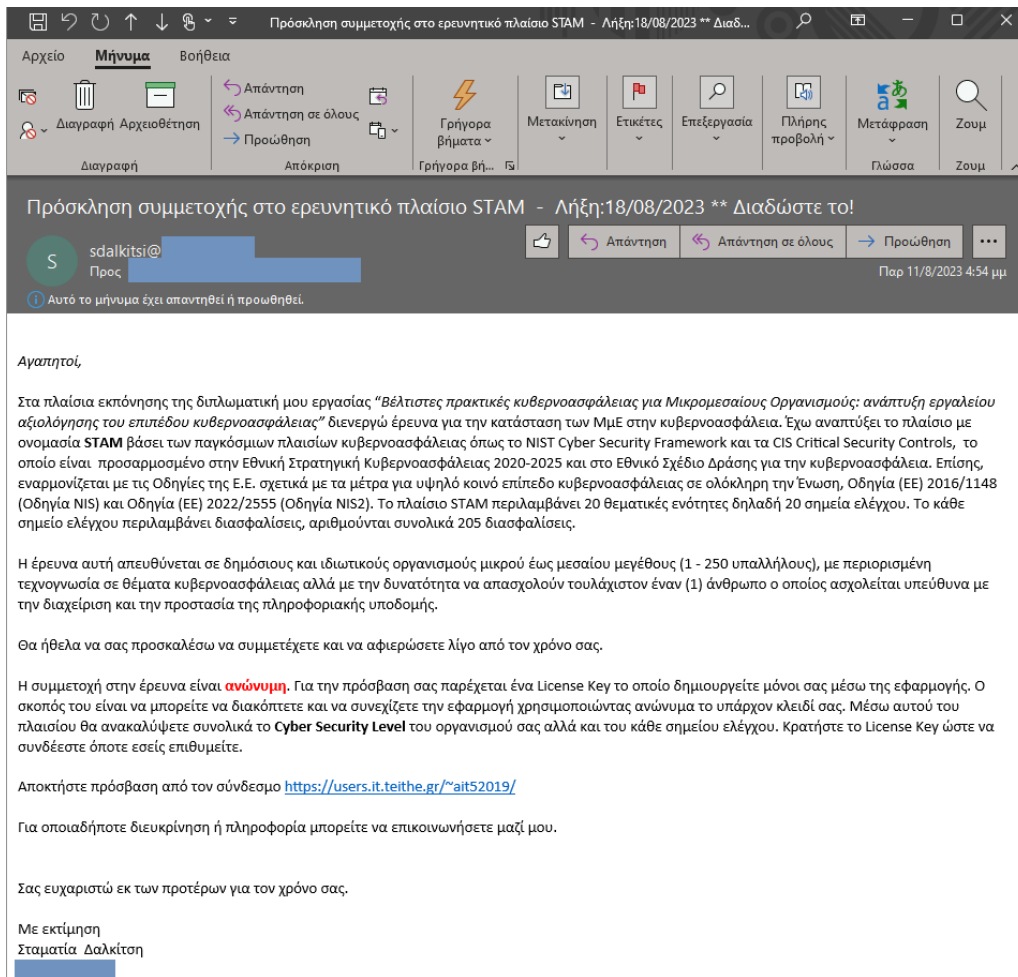 Πρόσκληση συμμετοχής στο ερευνητικό πλαίσιο STAM - Λήξη:18/08/2023 ** Διαδ...
Αρχείο Μήνυμα Βοήθεια
Διαγραφή Αρχειοθέτηση
Απάντηση
Απάντηση σε όλους
Προώθηση
Γρήγορα βήματα
Μετακίνηση
Ετικέτες
Επεξεργασία
Πλήρης προβολή
Μετάφραση
Ζουμ
Διαγραφή Απόκριση Γρήγορα βή... Γλώσσα Ζουμ
Πρόσκληση συμμετοχής στο ερευνητικό πλαίσιο STAM - Λήξη:18/08/2023 ** Διαδώστε το!
Απάντηση Απάντηση σε όλους Προώθηση
S
sdalkitsi@
Προς
Παρ 11/8/2023 4:54 μμ
Αυτό το μήνυμα έχει απαντηθεί ή προωθηθεί.
Αγαπητοί,
Στα πλαίσια εκπόνησης της διπλωματική μου εργασίας “Βέλτιστες πρακτικές κυβερνοασφάλειας για Μικρομεσαίους Οργανισμούς: ανάπτυξη εργαλείου
αξιολόγησης του επιπέδου κυβερνοασφάλειας” διενεργώ έρευνα για την κατάσταση των ΜμΕ στην κυβερνοασφάλεια. Έχω αναπτύξει το πλαίσιο με
ονομασία STAM βάσει των παγκόσμιων πλαισίων κυβερνοασφάλειας όπως το NIST Cyber Security Framework και τα CIS Critical Security Controls, το
οποίο είναι προσαρμοσμένο στην Εθνική Στρατηγική Κυβερνοασφάλειας 2020-2025 και στο Εθνικό Σχέδιο Δράσης για την κυβερνοασφάλεια. Επίσης,
εναρμονίζεται με τις Οδηγίες της Ε.Ε. σχετικά με τα μέτρα για υψηλό κοινό επίπεδο κυβερνοασφάλειας σε ολόκληρη την Ένωση, Οδηγία (ΕΕ) 2016/1148
(Οδηγία NIS) και Οδηγία (ΕΕ) 2022/2555 (Οδηγία NIS2). Το πλαίσιο STAM περιλαμβάνει 20 θεματικές ενότητες δηλαδή 20 σημεία ελέγχου. Το κάθε
σημείο ελέγχου περιλαμβάνει διασφαλίσεις, αριθμούνται συνολικά 205 διασφαλίσεις.
Η έρευνα αυτή απευθύνεται σε δημόσιους και ιδιωτικούς οργανισμούς μικρού έως μεσαίου μεγέθους (1 - 250 υπαλλήλους), με περιορισμένη
τεχνογνωσία σε θέματα κυβερνοασφάλειας αλλά με την δυνατότητα να απασχολούν τουλάχιστον έναν (1) άνθρωπο ο οποίος ασχολείται υπεύθυνα με
την διαχείριση και την προστασία της πληροφοριακής υποδομής.
Θα ήθελα να σας προσκαλέσω να συμμετέχετε και να αφιερώσετε λίγο από τον χρόνο σας.
Η συμμετοχή στην έρευνα είναι ανώνυμη. Για την πρόσβαση σας παρέχεται ένα License Key το οποίο δημιουργείτε μόνοι σας μέσω της εφαρμογής. Ο
σκοπός του είναι να μπορείτε να διακόπτετε και να συνεχίζετε την εφαρμογή χρησιμοποιώντας ανώνυμα το υπάρχον κλειδί σας. Μέσω αυτού του
πλαισίου θα ανακαλύψετε συνολικά το Cyber Security Level του οργανισμού σας αλλά και του κάθε σημείου ελέγχου. Κρατήστε το License Key ώστε να
συνδέεστε όποτε εσείς επιθυμείτε.
Αποκτήστε πρόσβαση από τον σύνδεσμο https://users.it.teithe.gr/~ait52019/
Για οποιαδήποτε διευκρίνηση ή πληροφορία μπορείτε να επικοινωνήσετε μαζί μου.
Σας ευχαριστώ εκ των προτέρων για τον χρόνο σας.
Με εκτίμηση
Σταματία Δαλκίτση